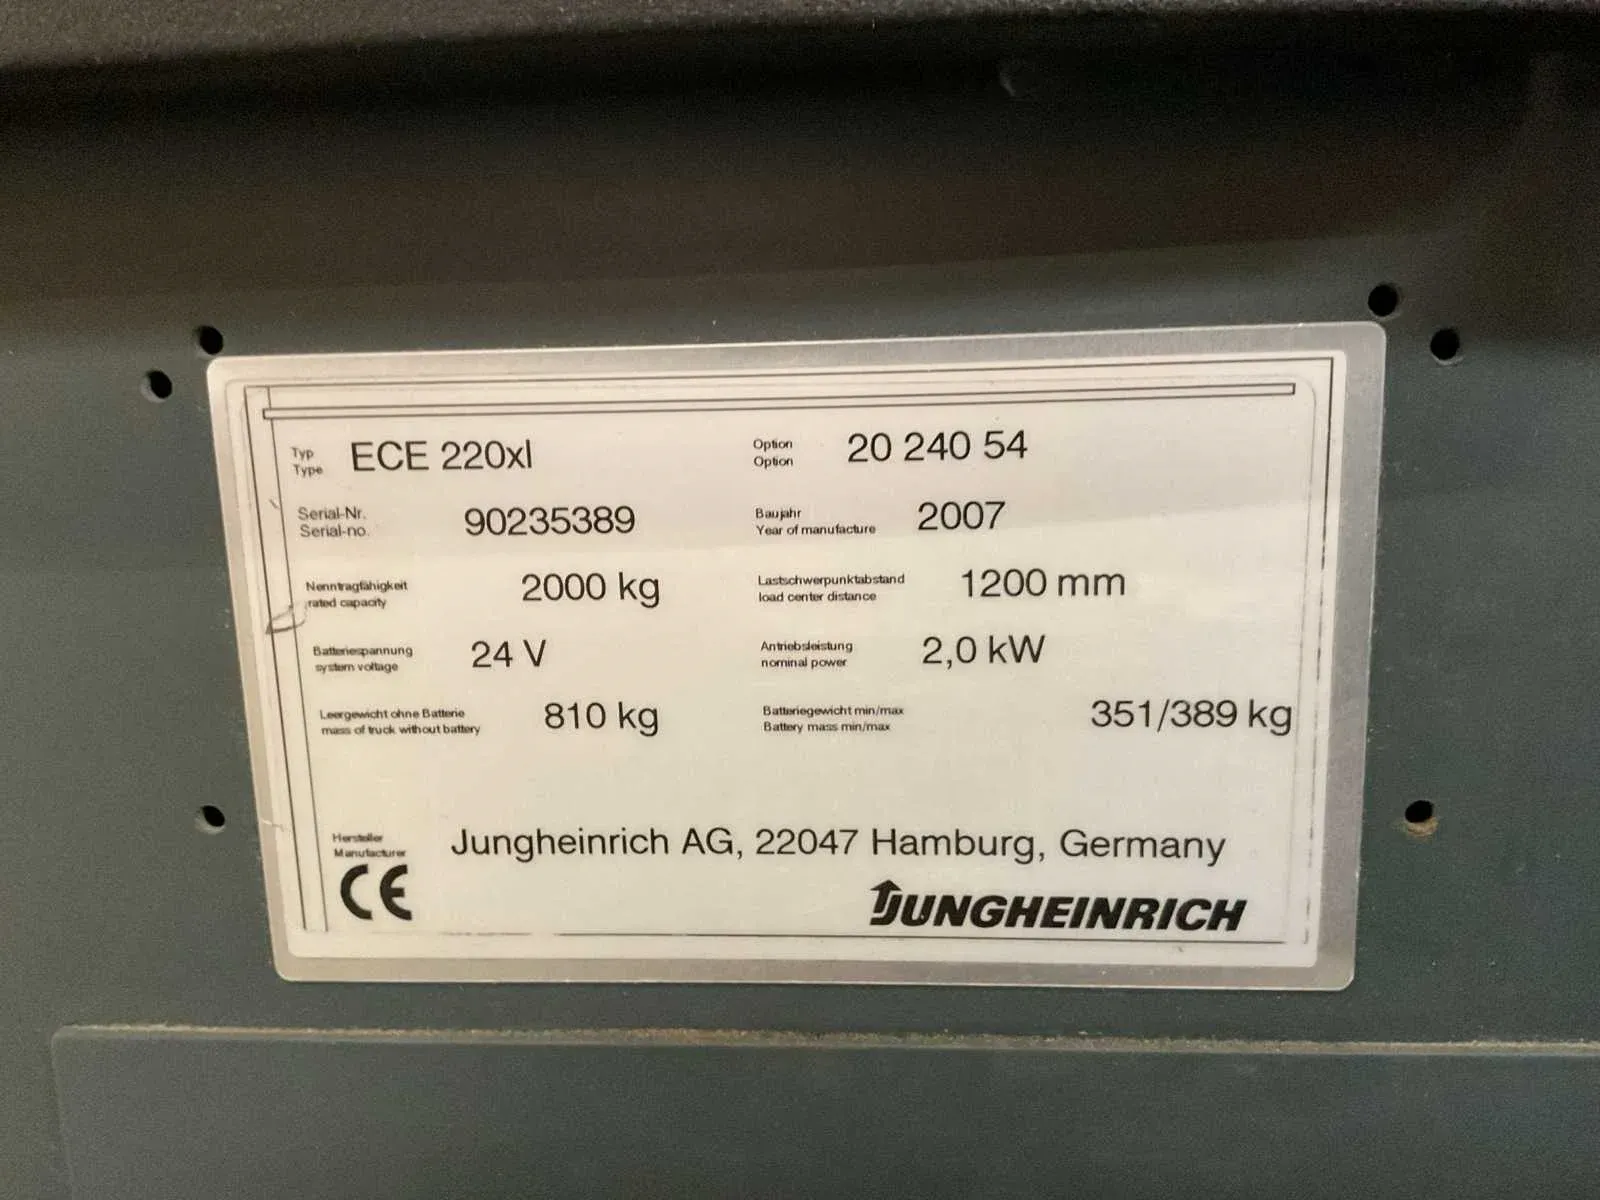 Typ ECE 220xl Option 20 240 54
Type Option
Serial-Nr. 90235389 Baujahr 2007
Serial-no. Year of manufacture
Nenntragfähigkeit 2000 kg Lastschwerpunktabstand 1200 mm
rated capacity load center distance
Batteriespannung 24 V Antriebsleistung 2,0 kW
system voltage nominal power
Leergewicht ohne Batterie 810 kg Batteriegewicht min/max 351/389 kg
mass of truck without battery Battery mass min/max
Hersteller Jungheinrich AG, 22047 Hamburg, Germany
Manufacturer
CE JUNGHEINRICH